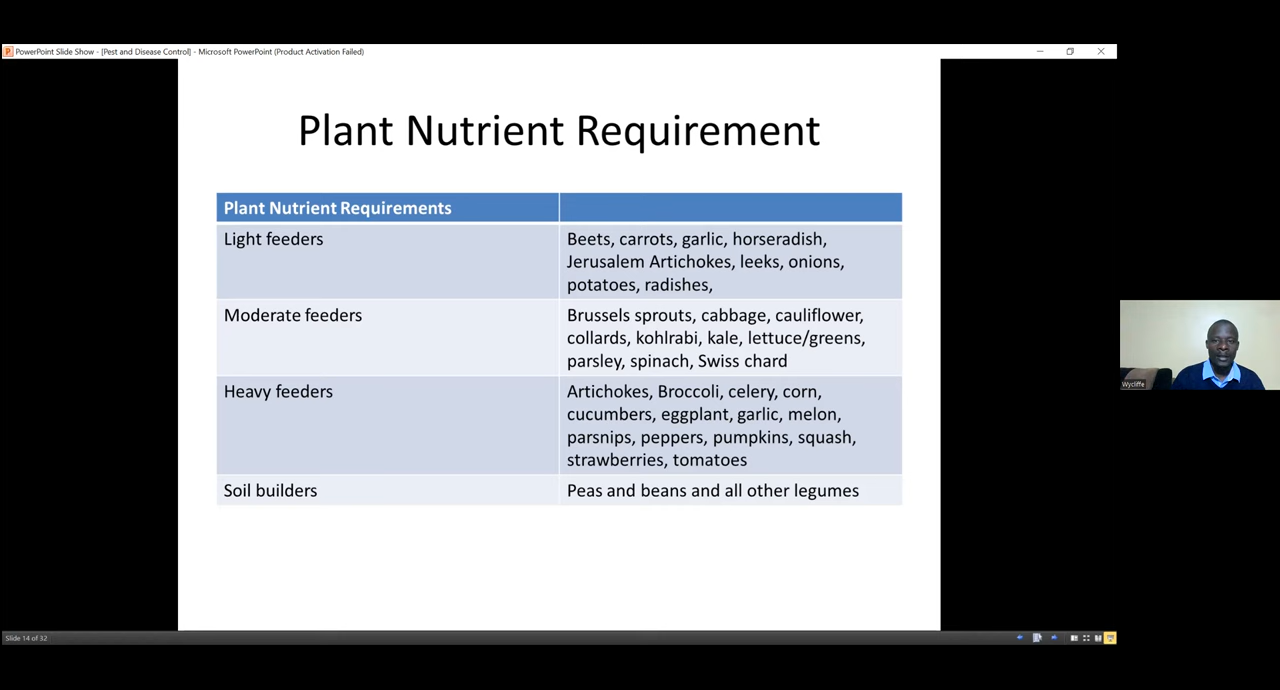 PowerPoint Slide Show - [Pest and Disease Control] - Microsoft PowerPoint (Product Activation Failed)
Plant Nutrient Requirement
Plant Nutrient Requirements
Light feeders
Beets, carrots, garlic, horseradish,
Jerusalem Artichokes, leeks, onions,
potatoes, radishes,
Moderate feeders
Brussels sprouts, cabbage, cauliflower,
collards, kohlrabi, kale, lettuce/greens,
parsley, spinach, Swiss chard
Heavy feeders
Artichokes, Broccoli, celery, corn,
cucumbers, eggplant, garlic, melon,
parsnips, peppers, pumpkins, squash,
strawberries, tomatoes
Soil builders
Peas and beans and all other legumes
Wycliffe
Slide 14 of 32